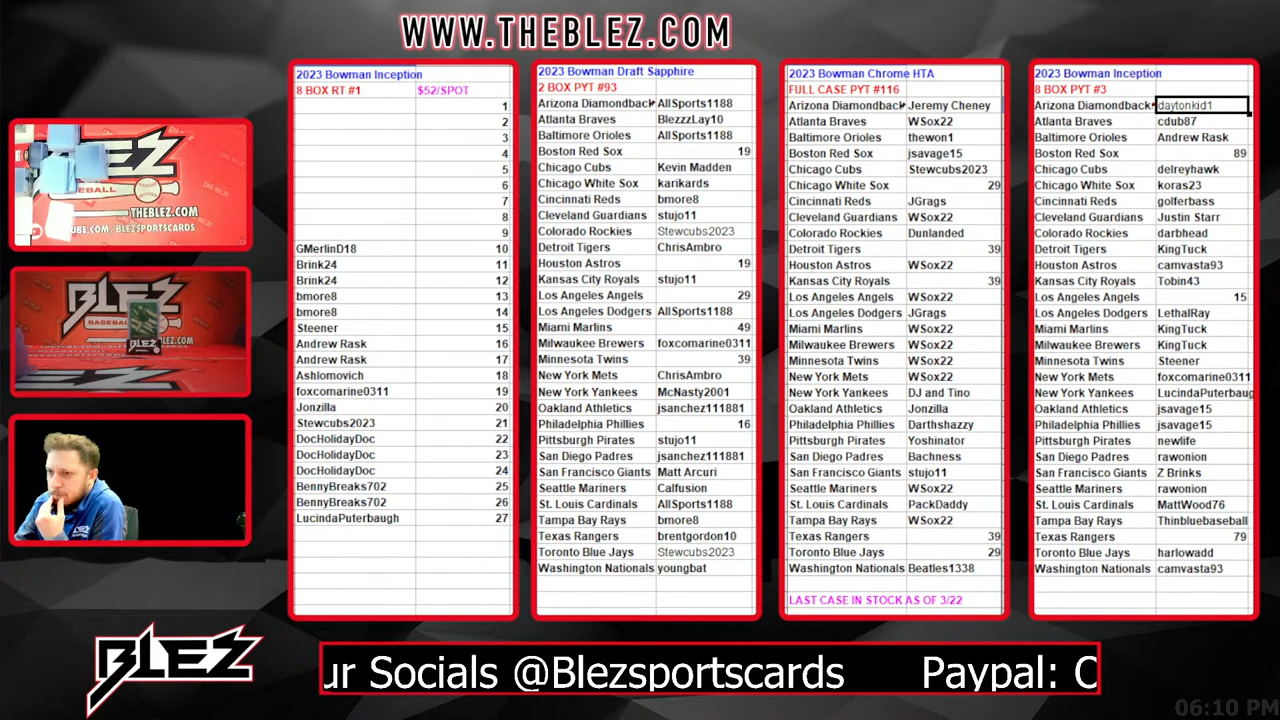 WWW.THEBLEZ.COM
2023 Bowman Inception
8 BOX RT #1 $52/SPOT
1
2
3
4
5
6
7
8
9
GMerlinD18 10
Brink24 11
Brink24 12
bmore8 13
bmore8 14
Steener 15
Andrew Rask 16
Andrew Rask 17
Ashlomovich 18
foxcomarine0311 19
Jonzilla 20
Stewcubs2023 21
DocHolidayDoc 22
DocHolidayDoc 23
DocHolidayDoc 24
BennyBreaks702 25
BennyBreaks702 26
LucindaPuterbaugh 27
2023 Bowman Draft Sapphire
2 BOX PYT #93
Arizona Diamondback AllSports1188
Atlanta Braves BlezzzLay10
Baltimore Orioles AllSports1188
Boston Red Sox 19
Chicago Cubs Kevin Madden
Chicago White Sox karikards
Cincinnati Reds bmore8
Cleveland Guardians stujo11
Colorado Rockies Stewcubs2023
Detroit Tigers ChrisAmbro
Houston Astros 19
Kansas City Royals stujo11
Los Angeles Angels 29
Los Angeles Dodgers AllSports1188
Miami Marlins 49
Milwaukee Brewers foxcomarine0311
Minnesota Twins 39
New York Mets ChrisAmbro
New York Yankees McNasty2001
Oakland Athletics jsanchez111881
Philadelphia Phillies 16
Pittsburgh Pirates stujo11
San Diego Padres jsanchez111881
San Francisco Giants Matt Arcuri
Seattle Mariners Calfusion
St. Louis Cardinals AllSports1188
Tampa Bay Rays bmore8
Texas Rangers brentgordon10
Toronto Blue Jays Stewcubs2023
Washington Nationals youngbat
2023 Bowman Chrome HTA
FULL CASE PYT #116
Arizona Diamondback Jeremy Cheney
Atlanta Braves WSox22
Baltimore Orioles thewon1
Boston Red Sox jsavage15
Chicago Cubs Stewcubs2023
Chicago White Sox 29
Cincinnati Reds JGrags
Cleveland Guardians WSox22
Colorado Rockies Dunlanded
Detroit Tigers 39
Houston Astros WSox22
Kansas City Royals 39
Los Angeles Angels WSox22
Los Angeles Dodgers JGrags
Miami Marlins WSox22
Milwaukee Brewers WSox22
Minnesota Twins WSox22
New York Mets WSox22
New York Yankees DJ and Tino
Oakland Athletics Jonzilla
Philadelphia Phillies Darthshazzy
Pittsburgh Pirates Yoshinator
San Diego Padres Bachness
San Francisco Giants stujo11
Seattle Mariners WSox22
St. Louis Cardinals PackDaddy
Tampa Bay Rays WSox22
Texas Rangers 39
Toronto Blue Jays 29
Washington Nationals Beatles1338
LAST CASE IN STOCK AS OF 3/22
2023 Bowman Inception
8 BOX PYT #3
Arizona Diamondback daytonkid1
Atlanta Braves cdub87
Baltimore Orioles Andrew Rask
Boston Red Sox 89
Chicago Cubs delreyhawk
Chicago White Sox koras23
Cincinnati Reds golferbass
Cleveland Guardians Justin Starr
Colorado Rockies darbhead
Detroit Tigers KingTuck
Houston Astros camvasta93
Kansas City Royals Tobin43
Los Angeles Angels 15
Los Angeles Dodgers LethalRay
Miami Marlins KingTuck
Milwaukee Brewers KingTuck
Minnesota Twins Steener
New York Mets foxcomarine0311
New York Yankees LucindaPuterbaug
Oakland Athletics jsavage15
Philadelphia Phillies jsavage15
Pittsburgh Pirates newlife
San Diego Padres rawonion
San Francisco Giants Z Brinks
Seattle Mariners rawonion
St. Louis Cardinals MattWood76
Tampa Bay Rays Thinbluebaseball
Texas Rangers 79
Toronto Blue Jays harlowadd
Washington Nationals camvasta93
THEBLEZ.COM
BLEZ
BASEBALL
BLEZ
ur Socials @Blezsportscards Paypal: C
06:10 PM